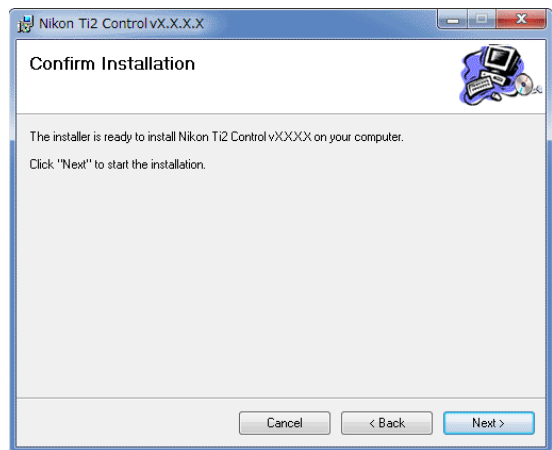 Nikon Ti2 Control vX.X.X.X
Confirm Installation
The installer is ready to install Nikon Ti2 Control vX.X.X.X on your computer.
Click "Next" to start the installation.
Cancel
< Back
Next >